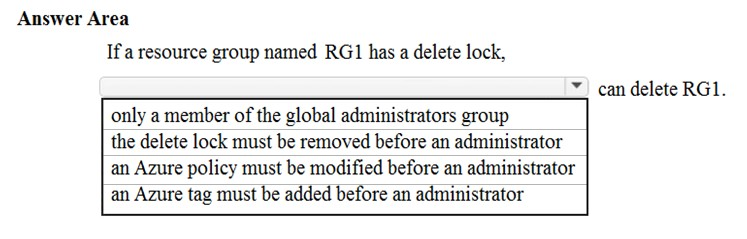 Answer Area
If a resource group named RG1 has a delete lock,
can delete RG1.
only a member of the global administrators group
the delete lock must be removed before an administrator
an Azure policy must be modified before an administrator
an Azure tag must be added before an administrator